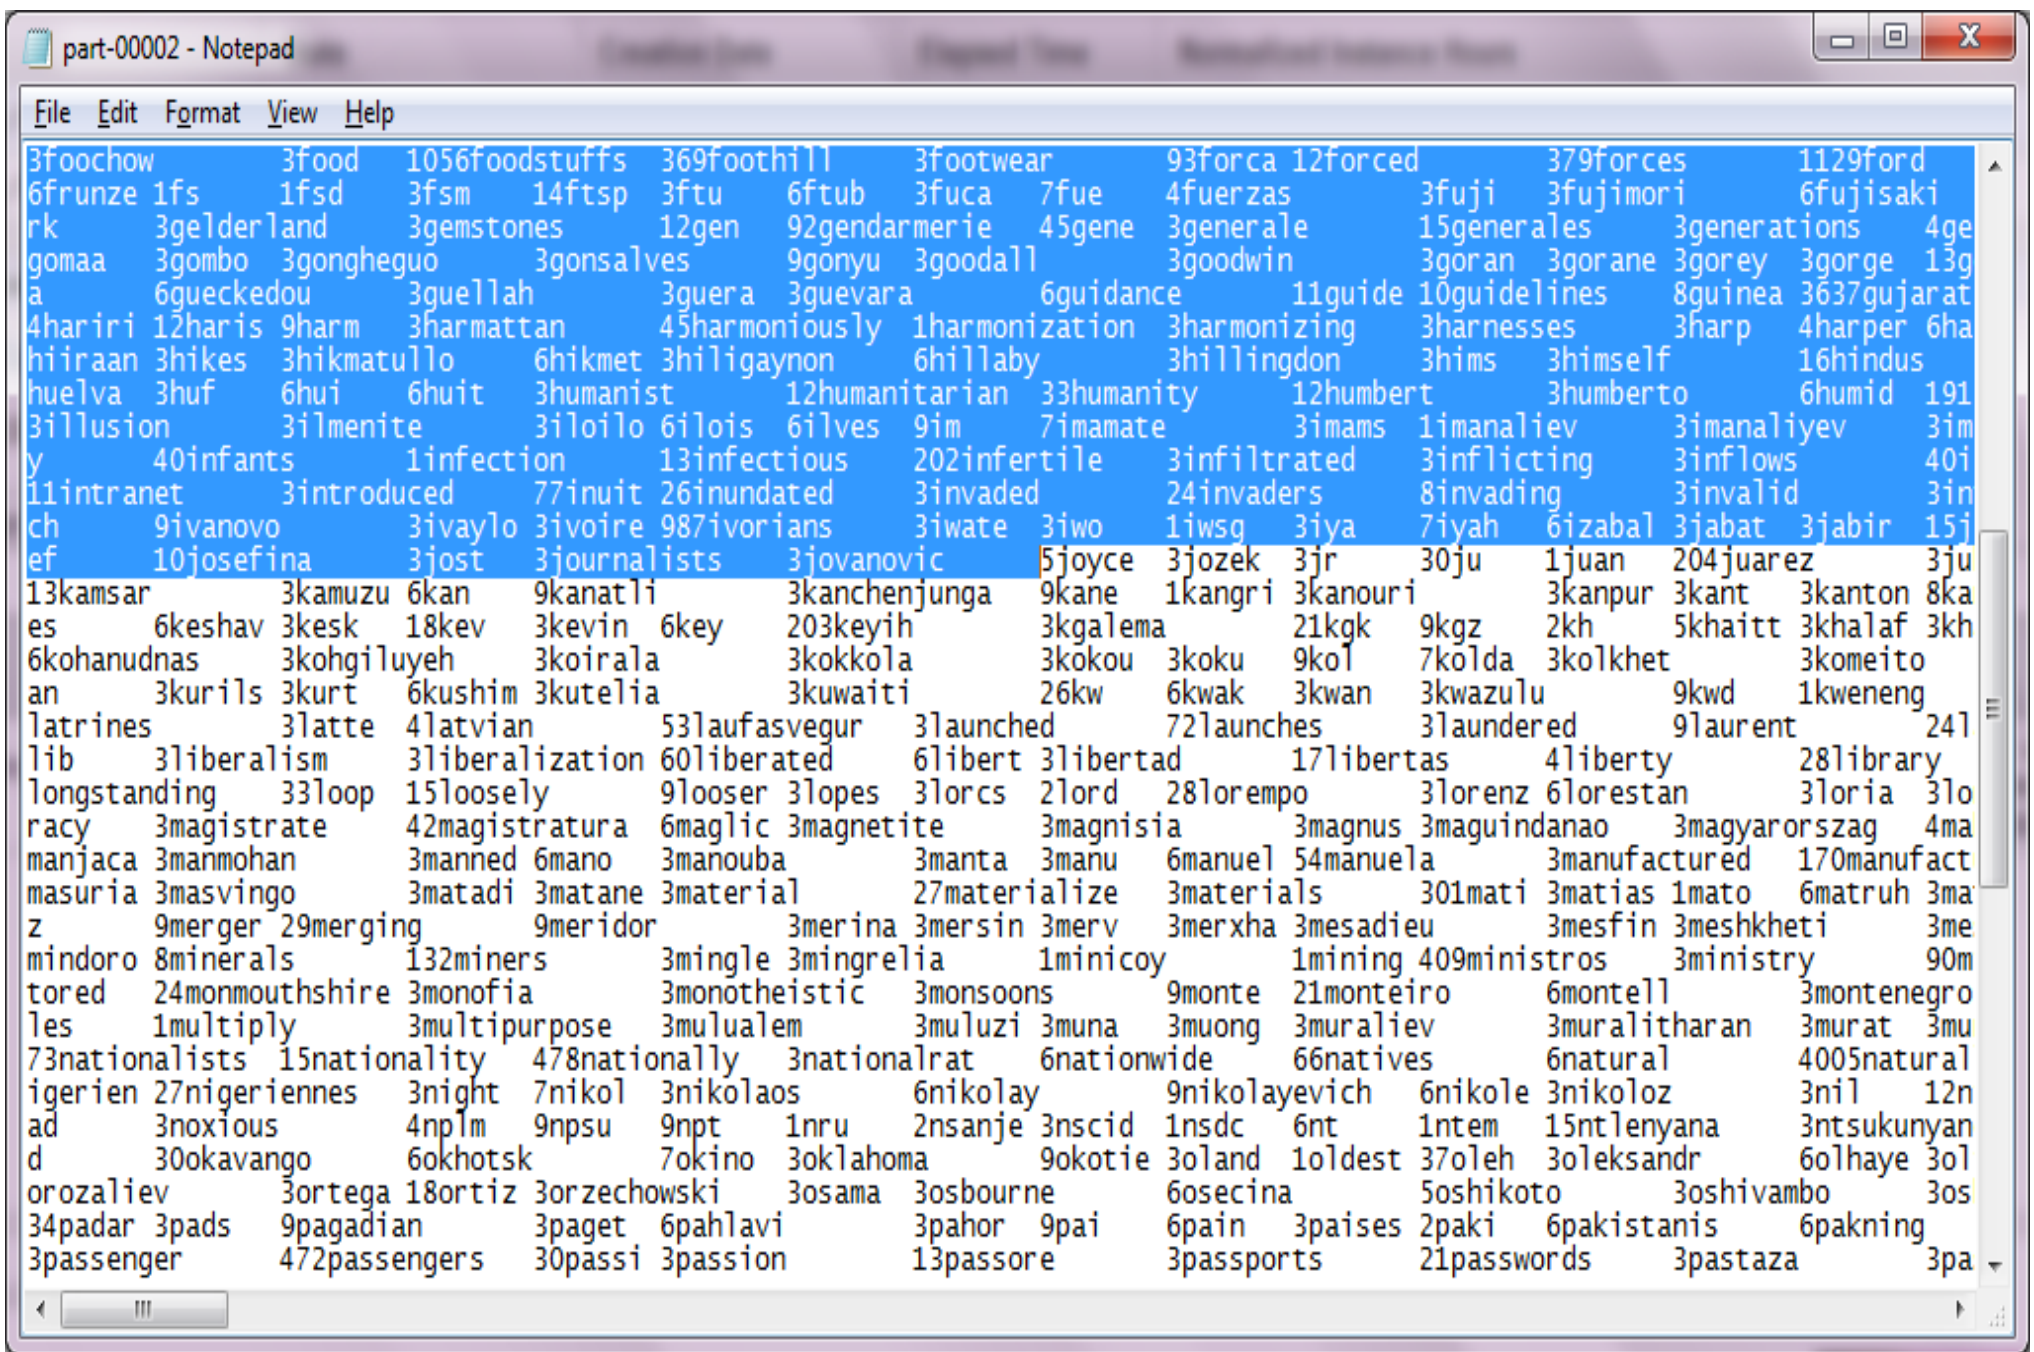 part-00002 - Notepad
File Edit Format View Help
3foochow 3food 1056foodstuffs 369foothill 3footwear 93forca 12forced 379forces 1129ford
6frunze 1fs 1fsd 3fsm 14ftsp 3ftu 6ftub 3fuca 7fue 4fuerzas 3fuji 3fujimori 6fujisaki
rk 3gelderland 3gemstones 12gen 92gendarmerie 45gene 3generale 15generales 3generations 4ge
gomaa 3gombo 3gongheguo 3gonsalves 9gonyu 3goodall 3goodwin 3goran 3gorane 3gorey 3gorge 13g
a 6gueckedou 3guellah 3guera 3guevara 6guidance 11guide 10guidelines 8guinea 3637gujarat
4hariri 12haris 9harm 3harmattan 45harmoniously 1harmonization 3harmonizing 3harnesses 3harp 4harper 6ha
hiiraan 3hikes 3hikmatullo 6hikmet 3hiligaynon 6hillaby 3hillingdon 3hims 3himself 16hindus
huelva 3huf 6hui 6huit 3humanist 12humanitarian 33humanity 12humbert 3humberto 6humid 191
3illusion 3ilmenite 3iloilo 6ilois 6ilves 9im 7imamate 3imams 1imanaliev 3imanaliyev 3im
y 40infants 1infection 13infectious 202infertile 3infiltrated 3inflicting 3inflows 40i
11intranet 3introduced 77inuit 26inundated 3invaded 24invaders 8invading 3invalid 3in
ch 9ivanovo 3ivaylo 3ivoire 987ivorians 3iwate 3iwo 1iwsg 3iya 7iyah 6izabal 3jabat 3jabir 15j
ef 10josefina 3jost 3journalists 3jovanovic 5joyce 3jozek 3jr 30ju 1juan 204juarez 3ju
13kamsar 3kamuzu 6kan 9kanatli 3kanchenjunga 9kane 1kangri 3kanouri 3kanpur 3kant 3kanton 8ka
es 6keshav 3kesk 18kev 3kevin 6key 203keyih 3kgalema 21kgk 9kgz 2kh 5khaitt 3khalaf 3kh
6kohanudnas 3kohgiluyeh 3koirala 3kokkola 3kokou 3koku 9kol 7kolda 3kolkhet 3komeito
an 3kurils 3kurt 6kushim 3kutelia 3kuwaiti 26kw 6kwak 3kwan 3kwazulu 9kwd 1kweneng
latrines 3latte 4latvian 53laufasvegur 3launched 72launches 3laundered 9laurent 24l
lib 3liberalism 3liberalization 60liberated 6libert 3libertad 17libertas 4liberty 28library
longstanding 33loop 15loosely 9looser 3lopes 3lorcs 2lord 28lorempo 3lorenz 6lorestan 3loria 3lo
racy 3magistrate 42magistratura 6maglic 3magnetite 3magnisia 3magnus 3maguindanao 3magyarorszag 4ma
manjaca 3manmohan 3manned 6mano 3manouba 3manta 3manu 6manuel 54manuela 3manufactured 170manufact
masuria 3masvingo 3matadi 3matane 3material 27materialize 3materials 301mati 3matias 1mato 6matruh 3ma
z 9merger 29merging 9meridor 3merina 3mersin 3merv 3merxha 3mesadieu 3mesfin 3meshkheti 3me
mindoro 8minerals 132miners 3mingle 3mingrelia 1minicoy 1mining 409ministros 3ministry 90m
tored 24monmouthshire 3monofia 3monotheistic 3monsoons 9monte 21monteiro 6montell 3montenegro
les 1multiply 3multipurpose 3mulualem 3muluzi 3muna 3muong 3muraliev 3muralitharan 3murat 3mu
73nationalists 15nationality 478nationally 3nationalrat 6nationwide 66natives 6natural 4005natural
igerien 27nigeriennes 3night 7nikol 3nikolaos 6nikolay 9nikolayevich 6nikole 3nikoloz 3nil 12n
ad 3noxious 4nplm 9npsu 9npt 1nru 2nsanje 3nscid 1nsdc 6nt 1ntem 15ntlenyana 3ntsukunyan
d 30okavango 6okhotsk 7okino 3oklahoma 9okotie 3oland 1oldest 37oleh 3oleksandr 6olhaye 3ol
orozaliev 3ortega 18ortiz 3orzechowski 3osama 3osbourne 6osecina 5oshikoto 3oshivambo 3os
34padar 3pads 9pagadian 3paget 6pahlavi 3pahor 9pai 6pain 3paises 2paki 6pakistanis 6pakning
3passenger 472passengers 30passi 3passion 13passore 3passports 21passwords 3pastaza 3pa